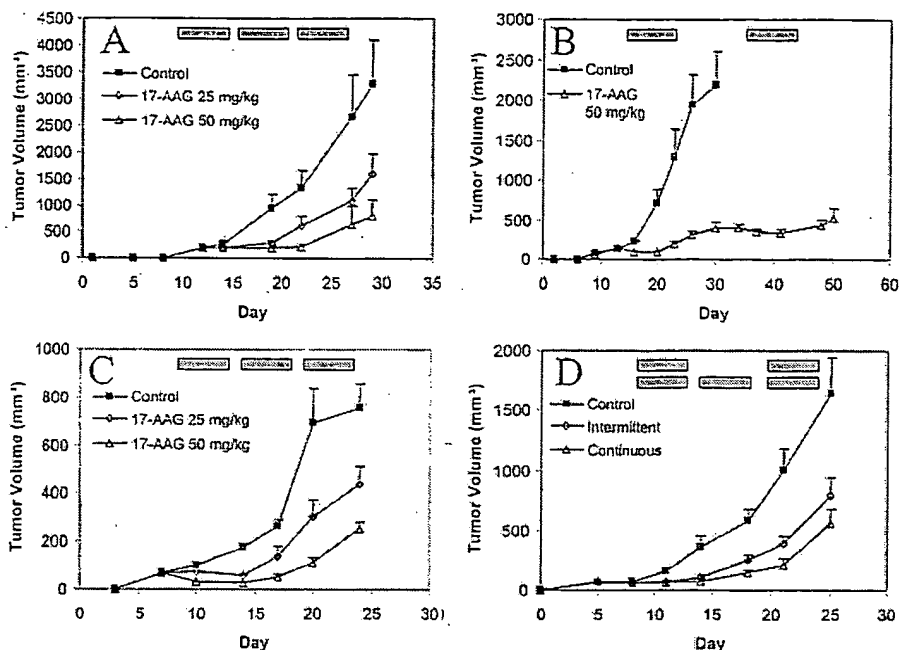 A
Tumor Volume (mm³)
4500
4000
3500
3000
2500
2000
1500
1000
500
0
Control
17-AAG 25 mg/kg
17-AAG 50 mg/kg
0 5 10 15 20 25 30 35
Day
B
Tumor Volume (mm³)
3000
2500
2000
1500
1000
500
0
Control
17-AAG
50 mg/kg
0 10 20 30 40 50 60
Day
C
Tumor Volume (mm³)
1000
800
600
400
200
0
Control
17-AAG 25 mg/kg
17-AAG 50 mg/kg
0 5 10 15 20 25 30
Day
D
Tumor Volume (mm³)
2000
1500
1000
500
0
Control
Intermittent
Continuous
0 5 10 15 20 25 30
Day